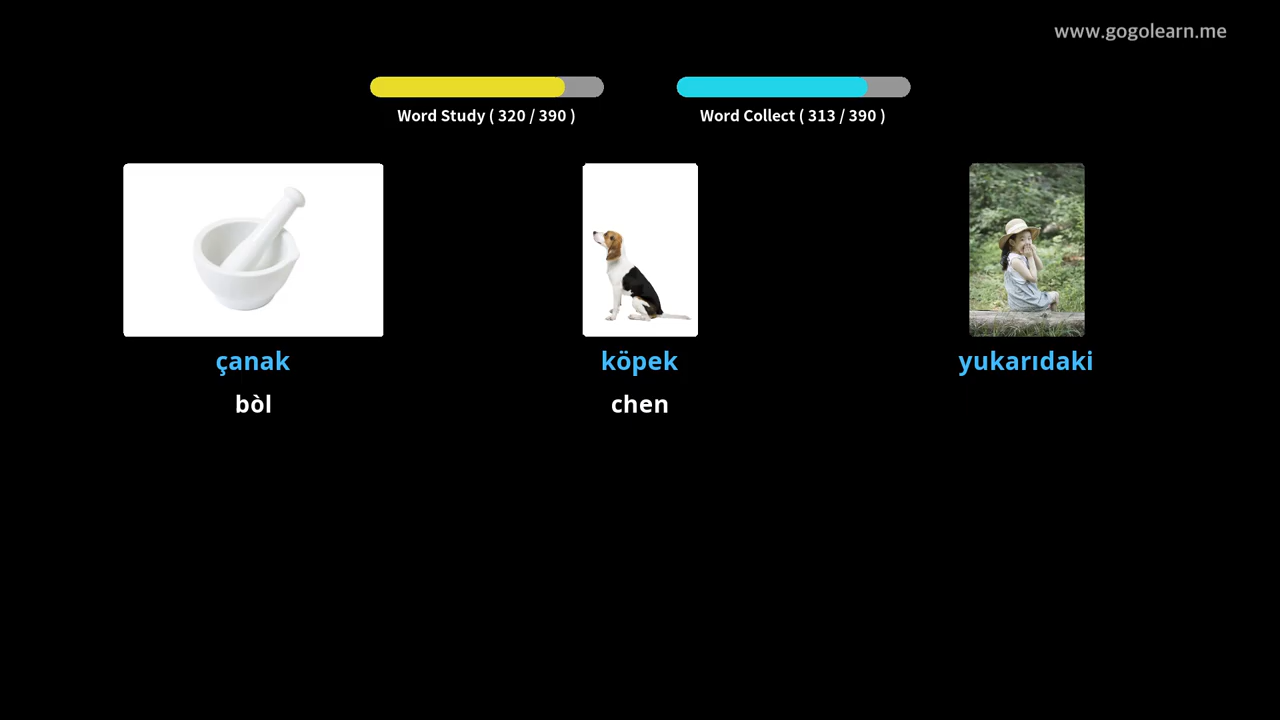 www.gogolearn.me
Word Study ( 320 / 390 )
Word Collect ( 313 / 390 )
çanak
köpek
yukarıdaki
bòl
chen